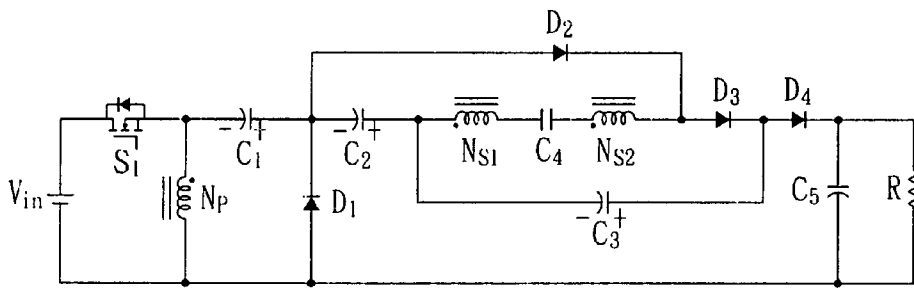 D2
D3
D4
- +
C1
- +
C2
NS1
C4
NS2
S1
Vin
NP
D1
- +
C3
C5
R